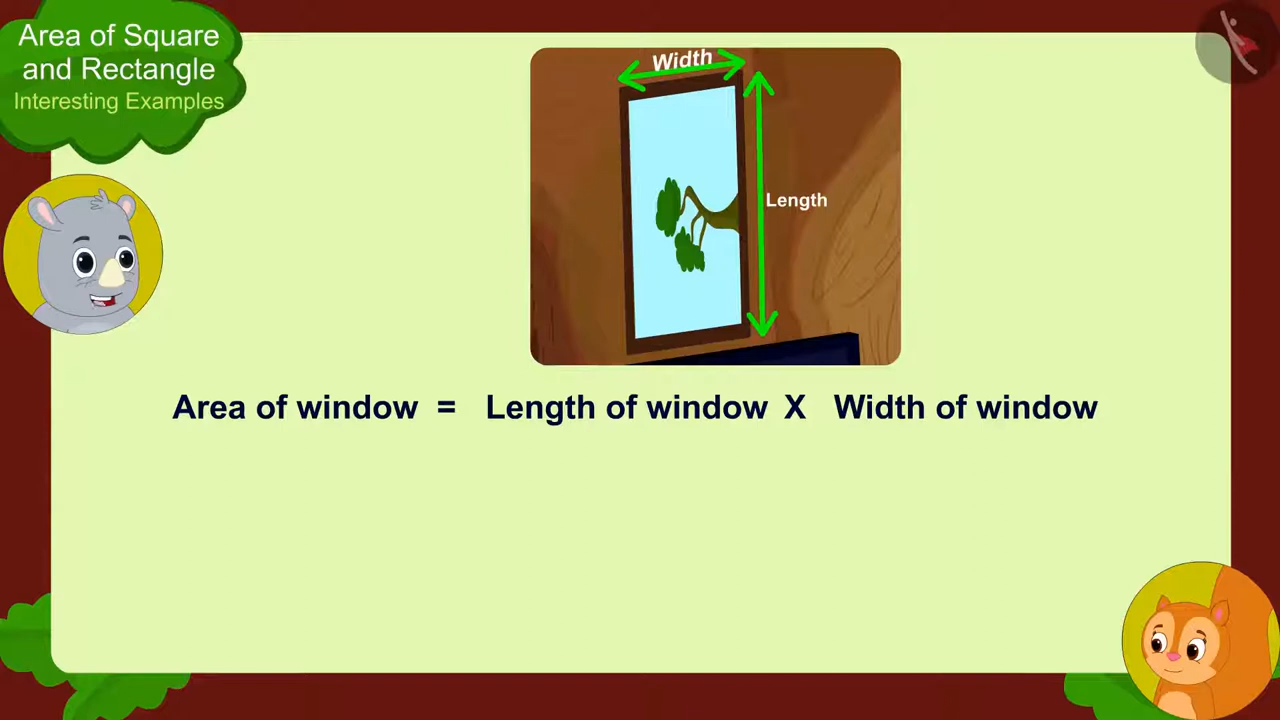 Area of Square
and Rectangle
Interesting Examples
Width
Length
Area of window = Length of window X Width of window